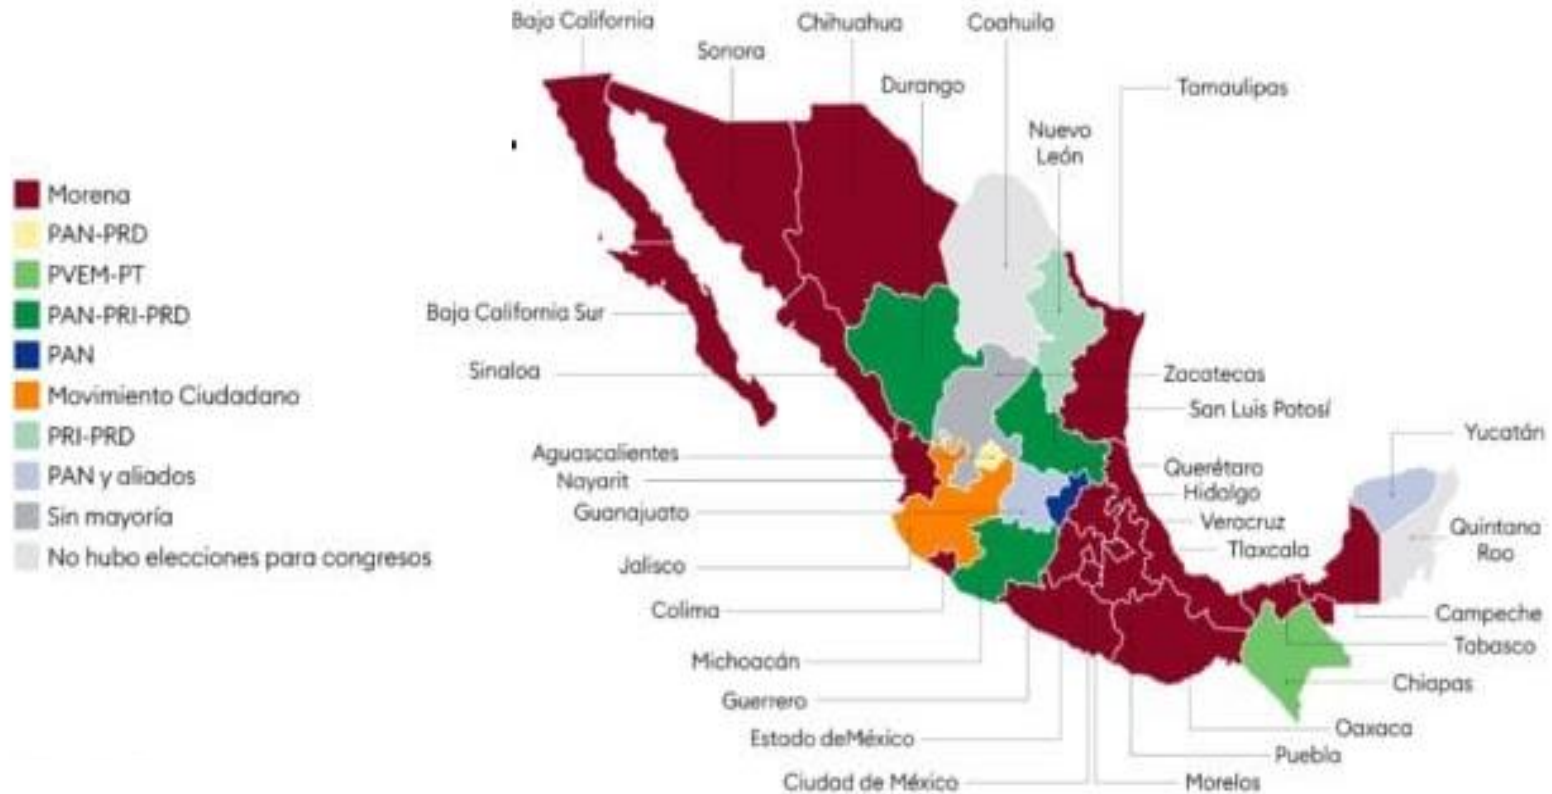 Baja California
Sonora
Chihuahua
Coahuila
Durango
Tamaulipas
Nuevo
León
Morena
PAN-PRD
PVEM-PT
PAN-PRI-PRD
PAN
Movimiento Ciudadano
PRI-PRD
PAN y aliados
Sin mayoría
No hubo elecciones para congresos
Baja California Sur
Sinaloa
Zacatecas
San Luis Potosí
Yucatán
Aguascalientes
Nayarit
Guanajuato
Querétaro
Hidalgo
Veracruz
Tlaxcala
Quintana
Roo
Jalisco
Colima
Michoacán
Guerrero
Estado deMéxico
Ciudad de México
Campeche
Tabasco
Chiapas
Oaxaca
Puebla
Morelos